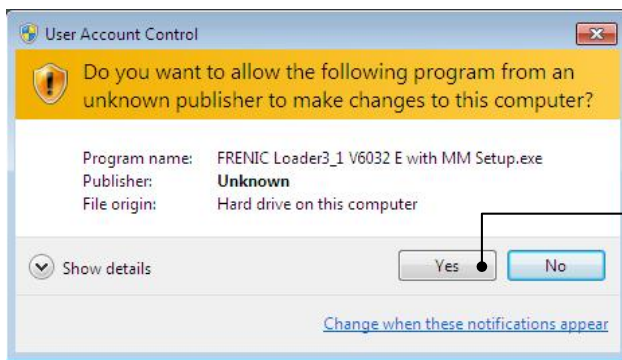 User Account Control
Do you want to allow the following program from an
unknown publisher to make changes to this computer?
Program name: FRENIC Loader3_1 V6032 E with MM Setup.exe
Publisher: Unknown
File origin: Hard drive on this computer
Show details Yes No
Change when these notifications appear